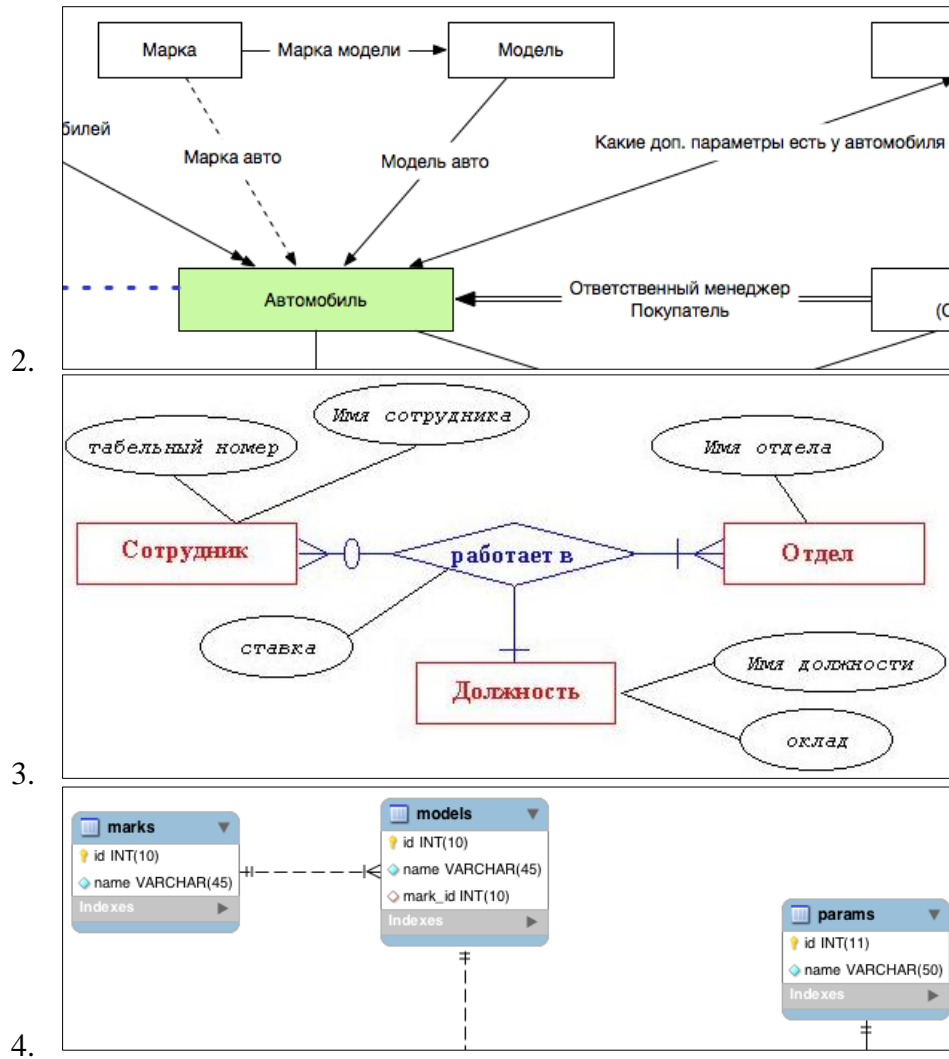 Марка
Марка модели
Модель
билей
Марка авто
Модель авто
Какие доп. параметры есть у автомобиля
Автомобиль
Ответственный менеджер
Покупатель
(С
2.
Имя сотрудника
табельный номер
Имя отдела
Сотрудник
работает в
Отдел
ставка
Должность
Имя должности
оклад
3.
marks
id INT(10)
name VARCHAR(45)
Indexes
models
id INT(10)
name VARCHAR(45)
mark_id INT(10)
Indexes
params
id INT(11)
name VARCHAR(50)
Indexes
4.